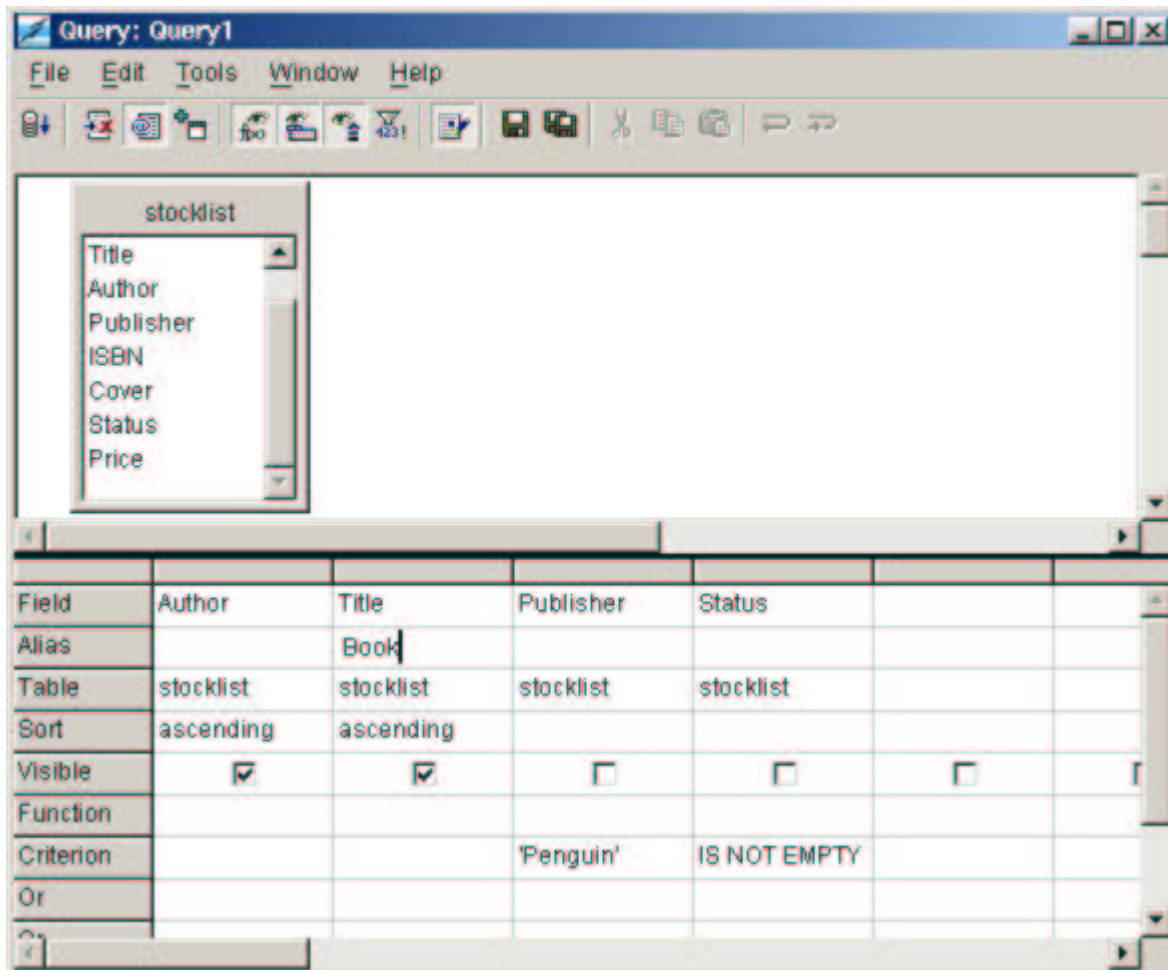 Query: Query1
File Edit Tools Window Help
f(x) 123!
stocklist
Title
Author
Publisher
ISBN
Cover
Status
Price
Field Author Title Publisher Status
Alias Book
Table stocklist stocklist stocklist stocklist
Sort ascending ascending
Visible
Function
Criterion 'Penguin' IS NOT EMPTY
Or
Or